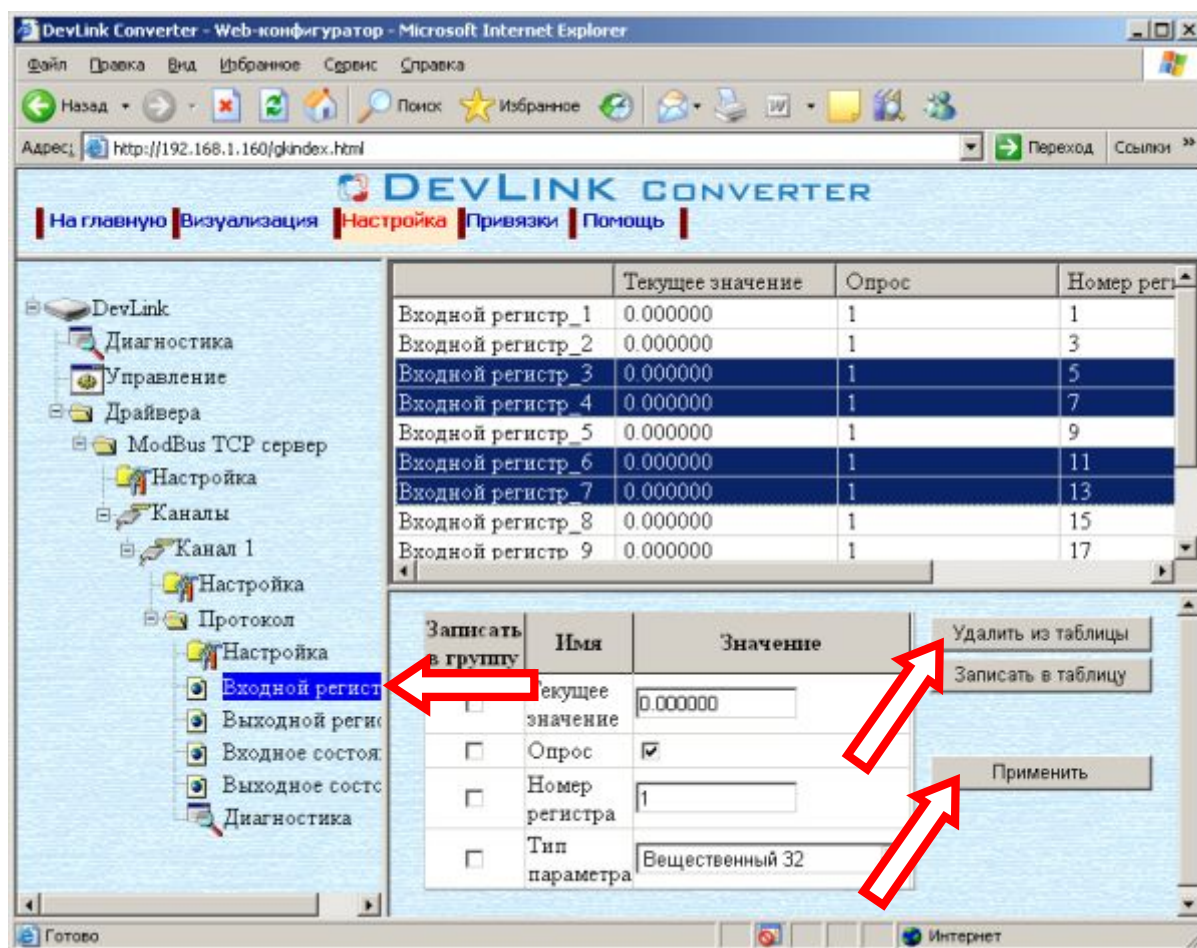 DevLink Converter - Web-конфигуратор - Microsoft Internet Explorer
Файл Правка Вид Избранное Сервис Справка
Назад Поиск Избранное
Адрес: http://192.168.1.160/gkindex.html Переход Ссылки »
DEVLINK CONVERTER
На главную Визуализация Настройка Привязки Помощь
DevLink
Диагностика
Управление
Драйвера
ModBus TCP сервер
Настройка
Каналы
Канал 1
Настройка
Протокол
Настройка
Входной регист
Выходной регис
Входное состоя
Выходное состо
Диагностика
Текущее значение Опрос Номер реги
Входной регистр_1 0.000000 1 1
Входной регистр_2 0.000000 1 3
Входной регистр_3 0.000000 1 5
Входной регистр_4 0.000000 1 7
Входной регистр_5 0.000000 1 9
Входной регистр_6 0.000000 1 11
Входной регистр_7 0.000000 1 13
Входной регистр_8 0.000000 1 15
Входной регистр_9 0.000000 1 17
Записать
в группу Имя Значение
Текущее
значение 0.000000
Опрос
Номер
регистра 1
Тип
параметра Вещественный 32
Удалить из таблицы
Записать в таблицу
Применить
Готово Интернет